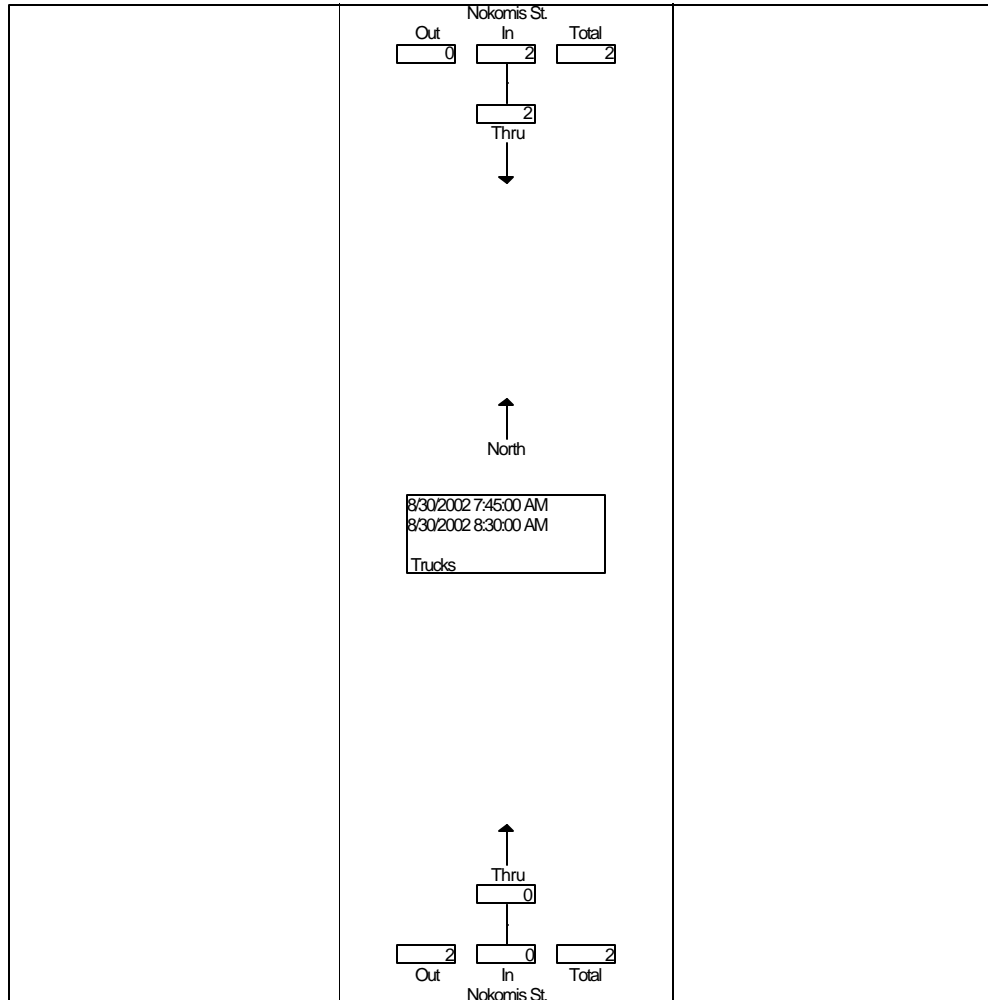 Nokomis St.
Out In Total
0 2 2
2
Thru
North
8/30/2002 7:45:00 AM
8/30/2002 8:30:00 AM
Trucks
Thru
0
2 0 2
Out In Total
Nokomis St.